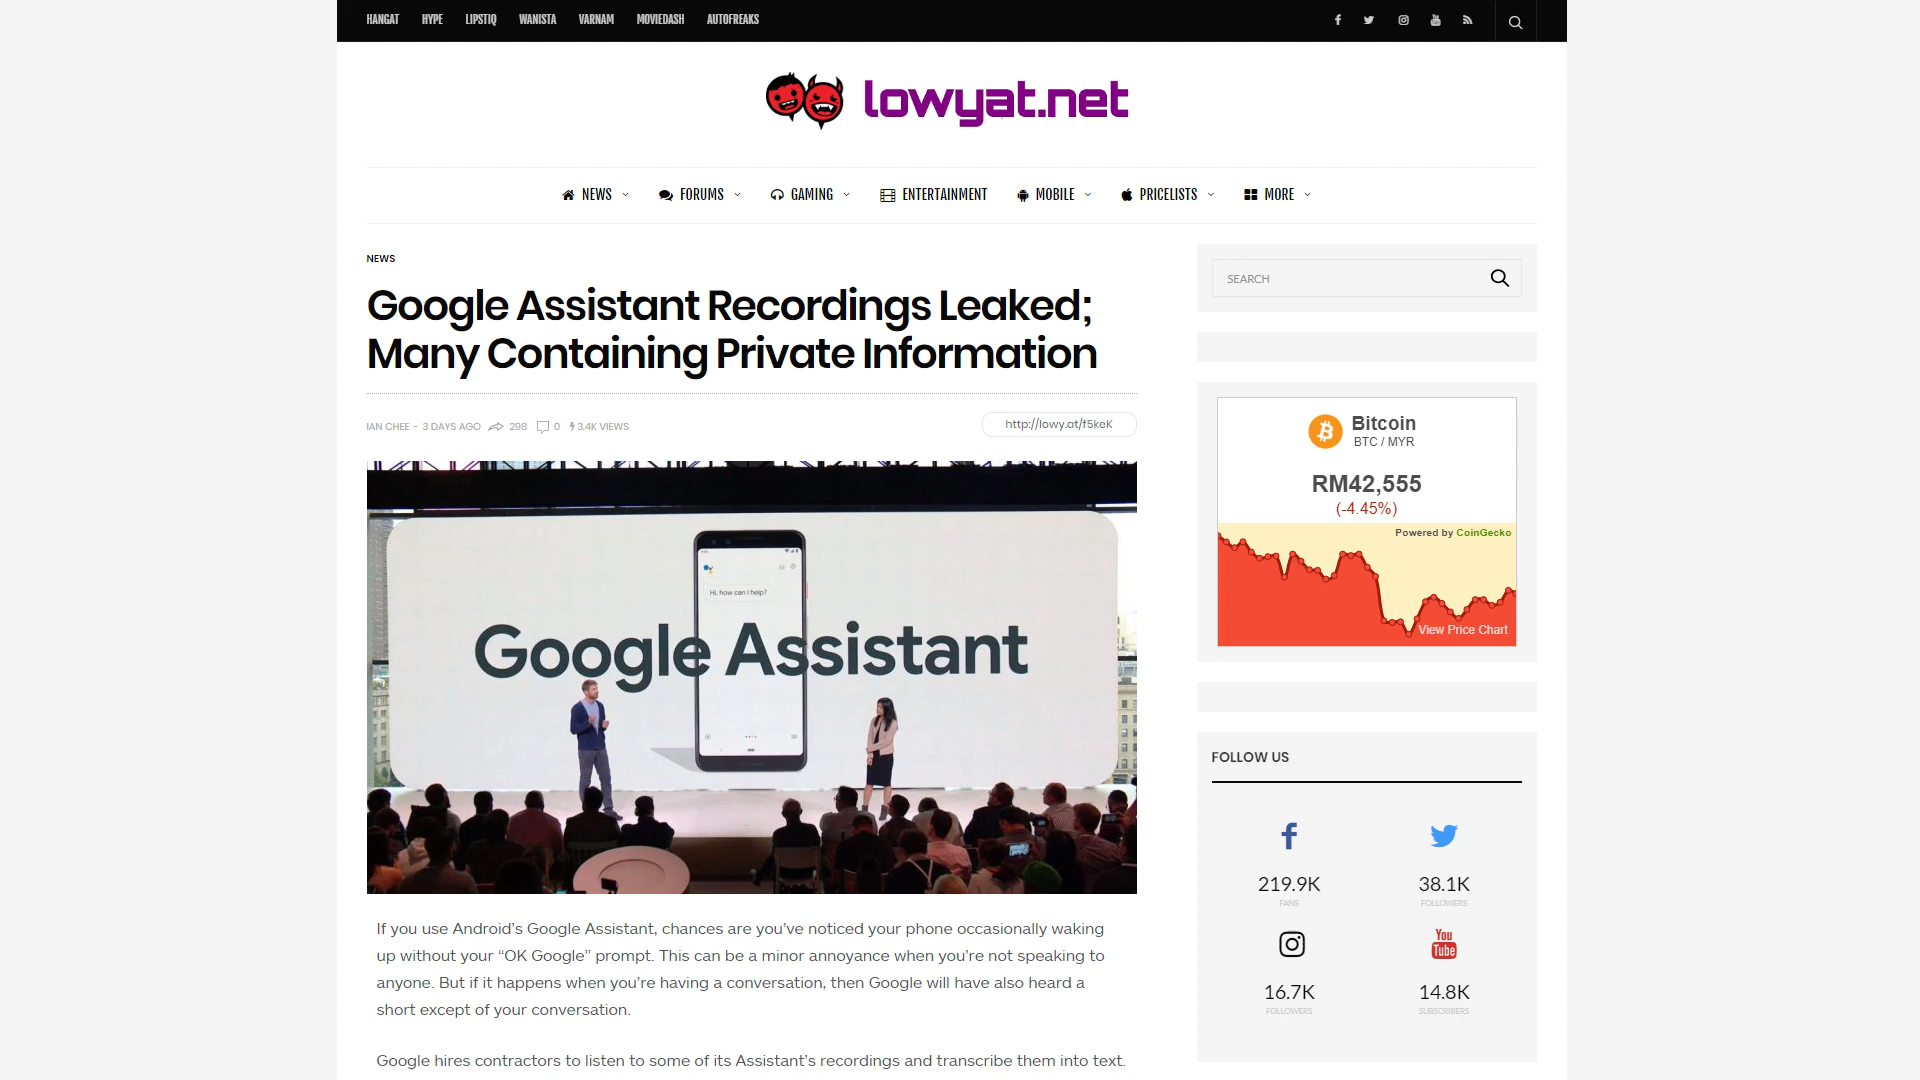 HANGAT HYPE LIPSTIQ WANISTA VARNAM MOVIEDASH AUTOFREAKS
lowyat.net
NEWS FORUMS GAMING ENTERTAINMENT MOBILE PRICELISTS MORE
NEWS
Google Assistant Recordings Leaked;
Many Containing Private Information
IAN CHEE - 3 DAYS AGO 298 0 3.4K VIEWS
http://lowy.at/f5keK
Hi, how can I help?
Google Assistant
If you use Android’s Google Assistant, chances are you’ve noticed your phone occasionally waking
up without your “OK Google” prompt. This can be a minor annoyance when you’re not speaking to
anyone. But if it happens when you’re having a conversation, then Google will have also heard a
short except of your conversation.
Google hires contractors to listen to some of its Assistant’s recordings and transcribe them into text.
SEARCH
Bitcoin
BTC / MYR
RM42,555
(-4.45%)
Powered by CoinGecko
View Price Chart
FOLLOW US
219.9K 38.1K
FANS FOLLOWERS
You
Tube
16.7K 14.8K
FOLLOWERS SUBSCRIBERS